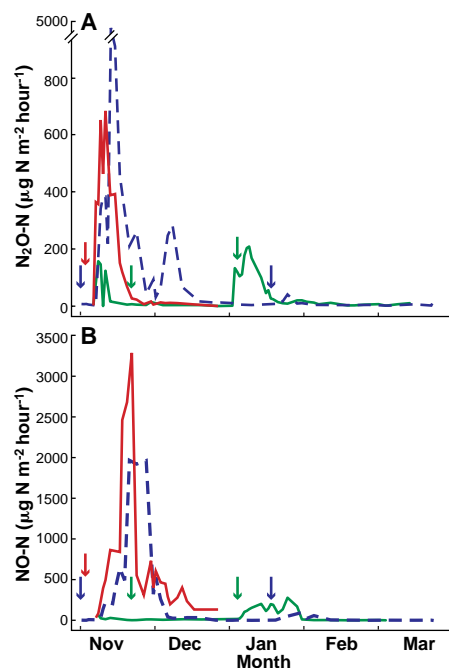 A
5000
800
600
400
200
0
N₂O-N (μg N m⁻² hour⁻¹)
B
3500
3000
2500
2000
1500
1000
500
0
NO-N (μg N m⁻² hour⁻¹)
Nov Dec Jan Feb Mar
Month